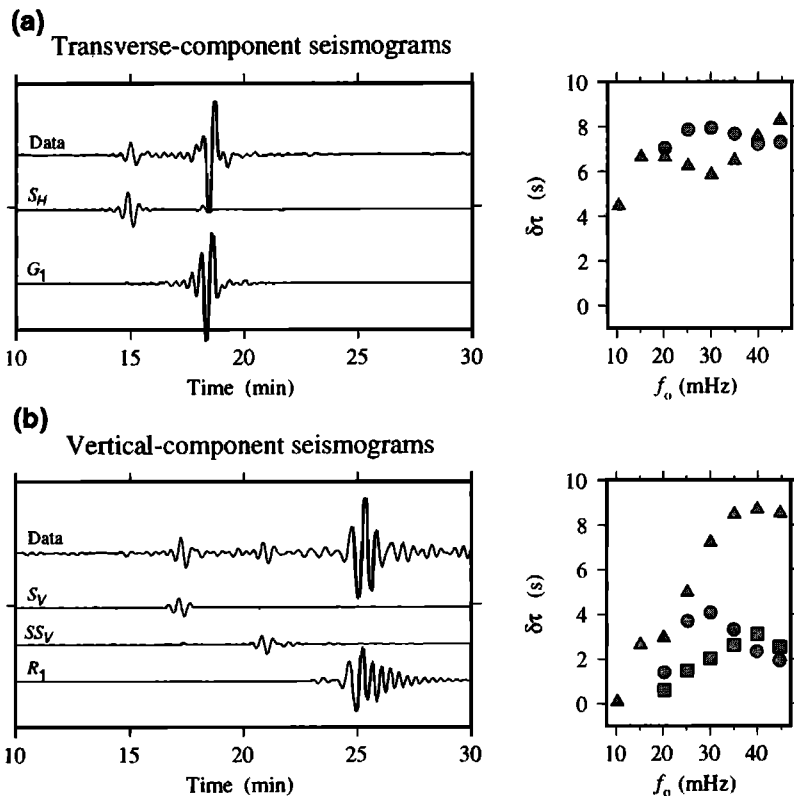 (a)
Transverse-component seismograms
Data
S_H
G_1
10 15 20 25 30
Time (min)
10
8
6
4
2
0
δτ (s)
10 20 30 40
f_o (mHz)
(b)
Vertical-component seismograms
Data
S_V
SS_V
R_1
10 15 20 25 30
Time (min)
10
8
6
4
2
0
δτ (s)
10 20 30 40
f_o (mHz)